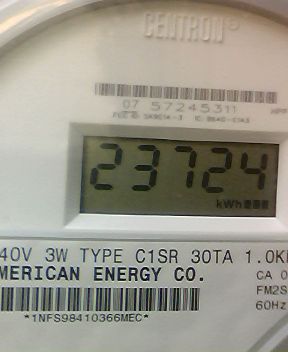 CENTRON®
07 57245311
23724
kWh
40V 3W TYPE C1SR 30TA 1.0K
MERICAN ENERGY CO.
CA 0
FM2S
60Hz
*1NFS98410366MEC*